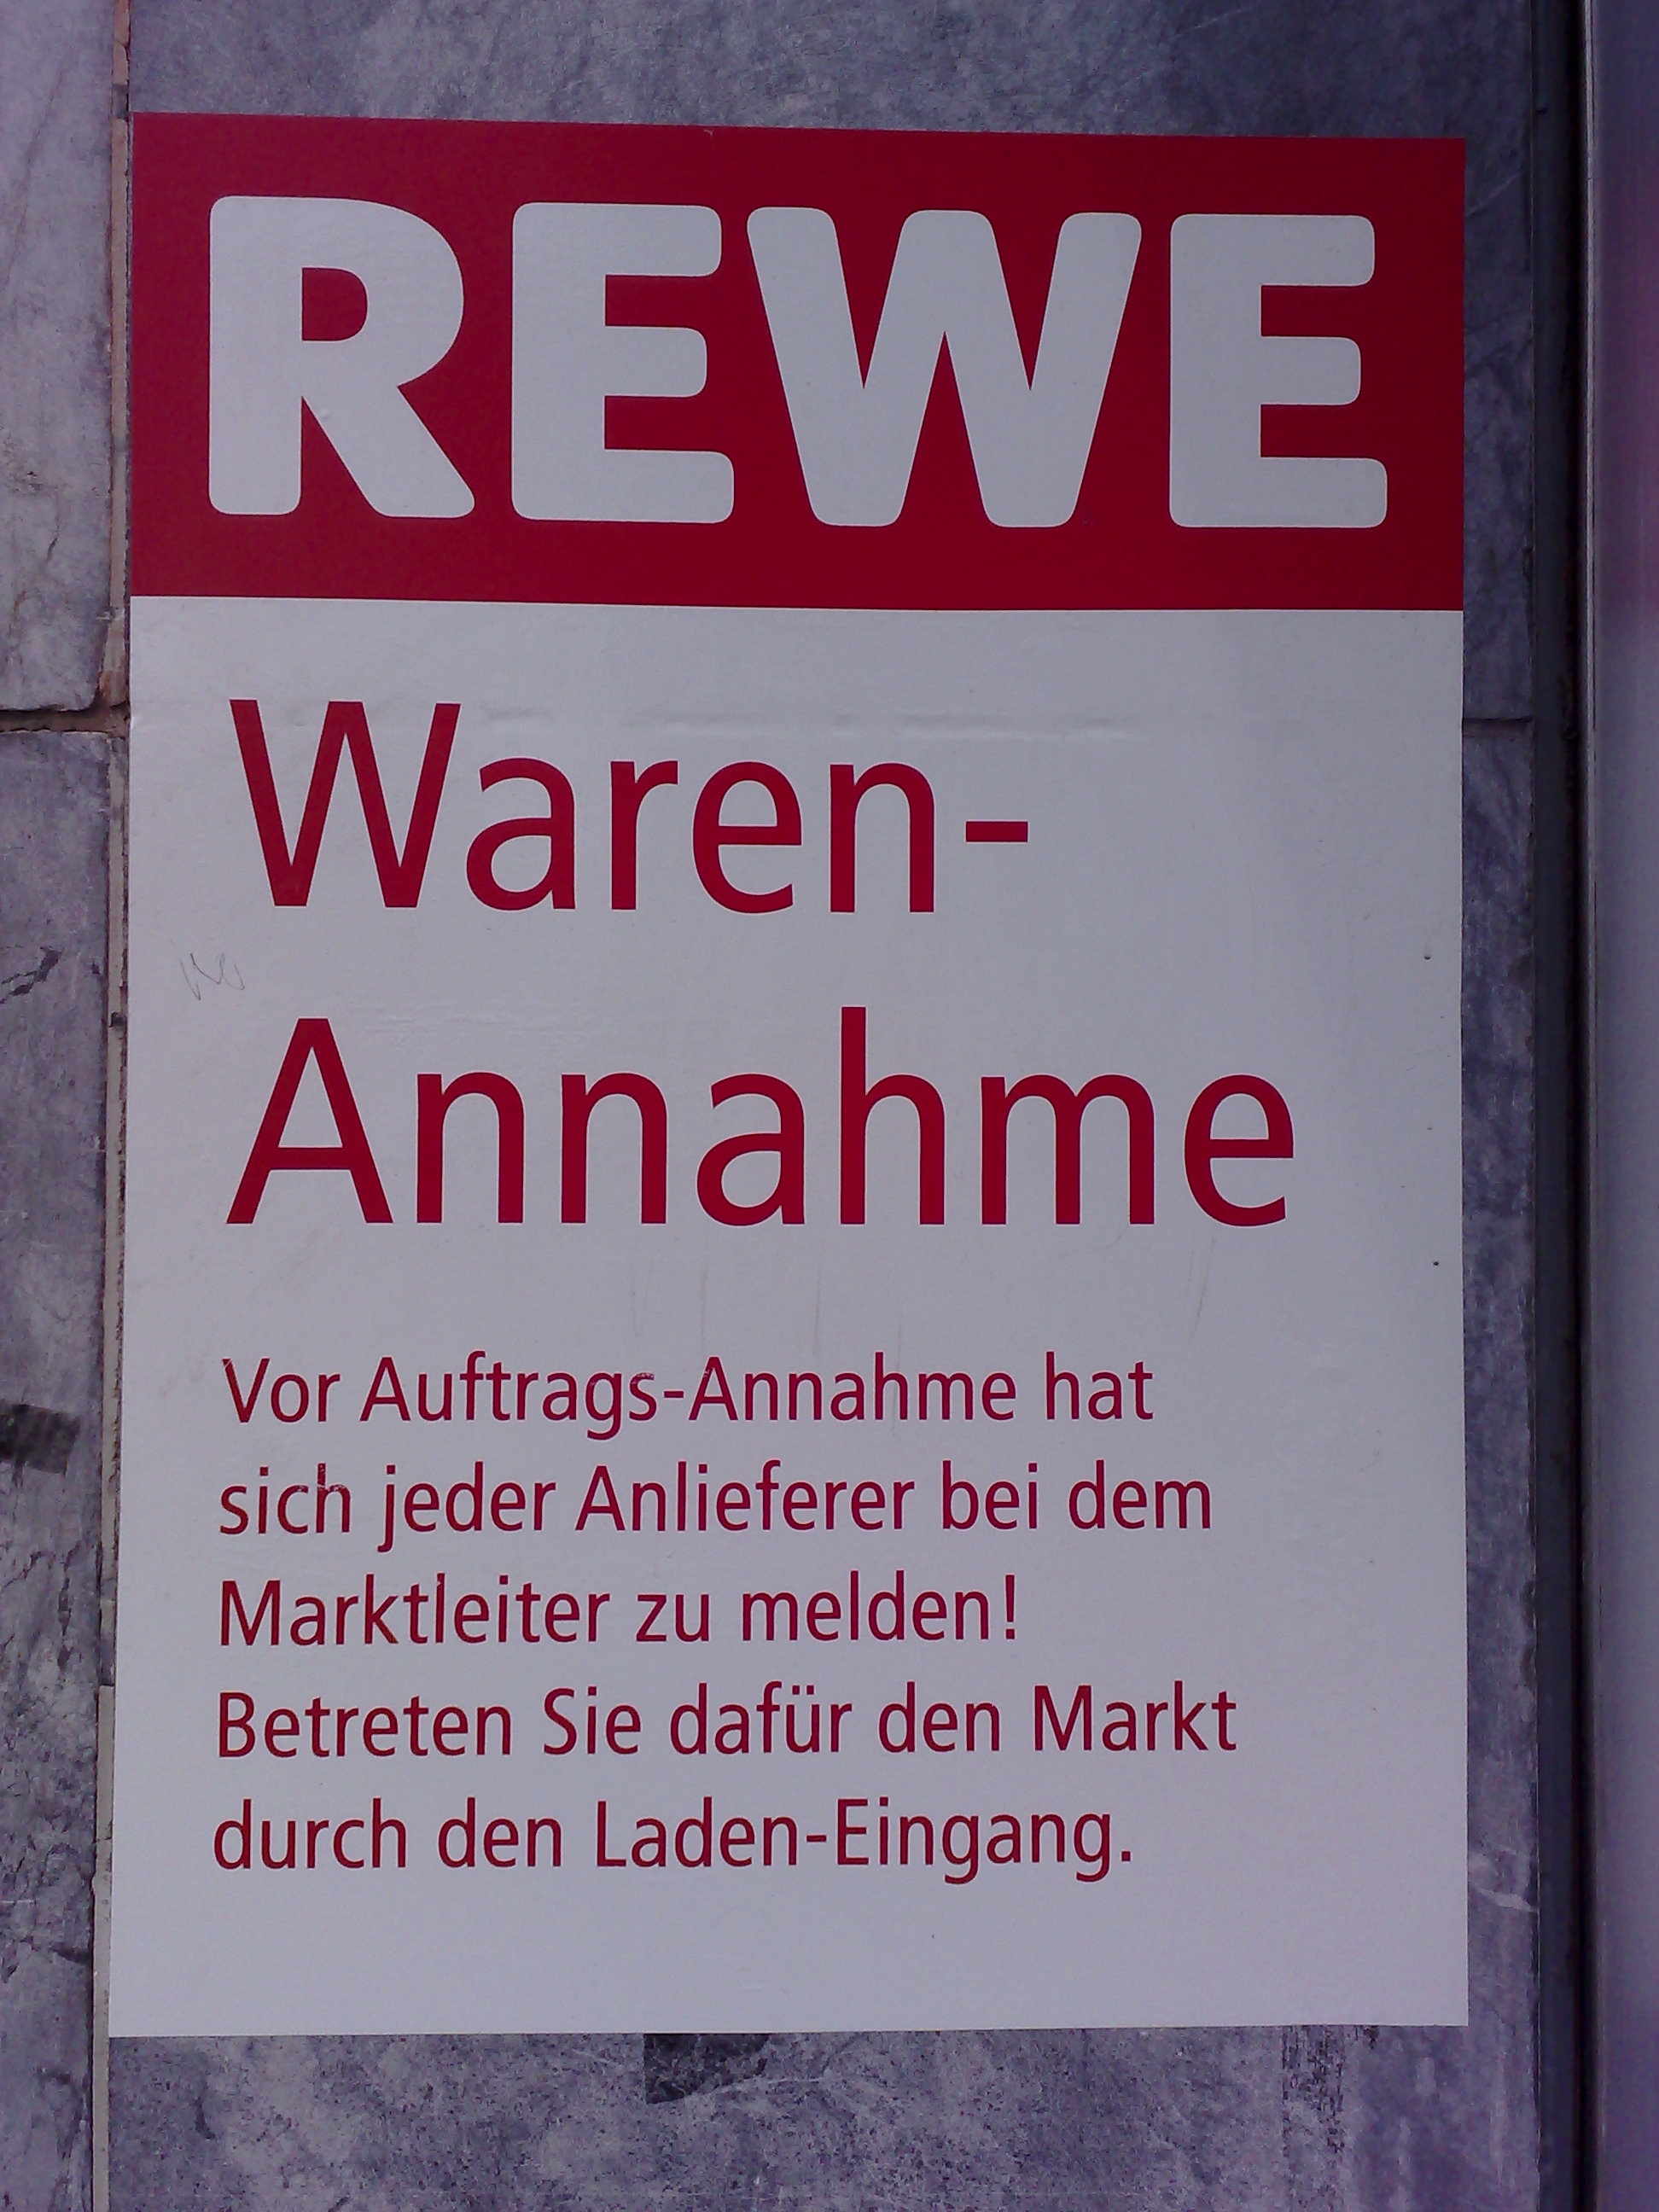 REWE
Waren-
Annahme
Vor Auftrags-Annahme hat
sich jeder Anlieferer bei dem
Marktleiter zu melden!
Betreten Sie dafür den Markt
durch den Laden-Eingang.